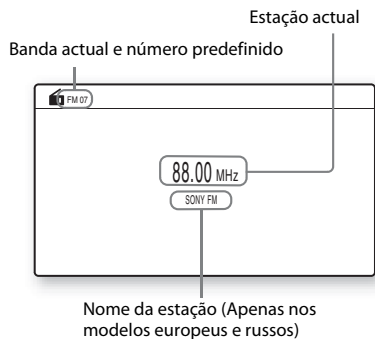 Estação actual
Banda actual e número predefinido
FM 07
88.00 MHz
SONY FM
Nome da estação (Apenas nos
modelos europeus e russos)